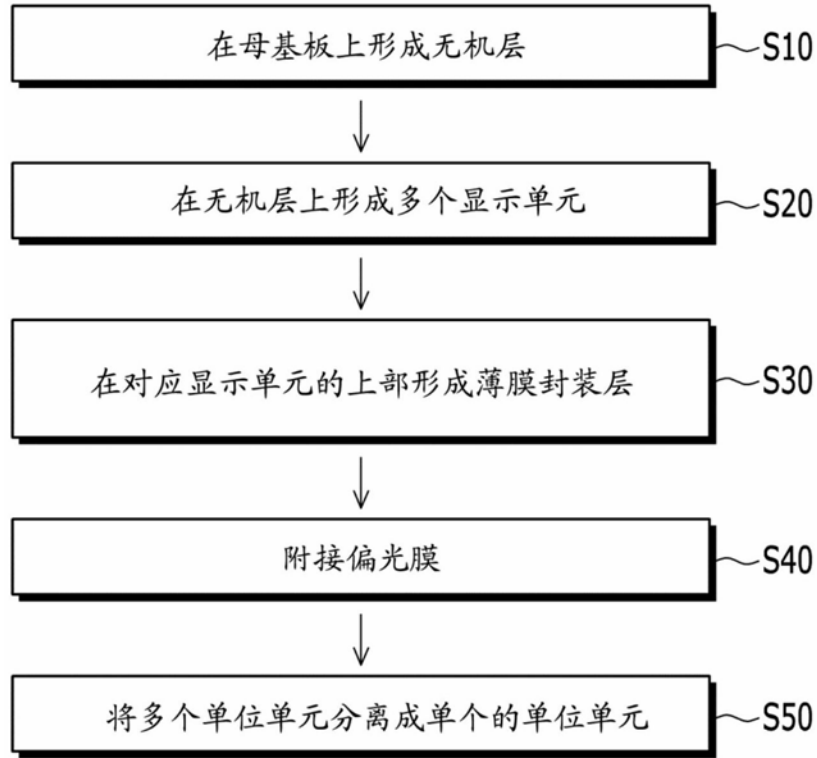 在母基板上形成无机层 S10
在无机层上形成多个显示单元 S20
在对应显示单元的上部形成薄膜封装层 S30
附接偏光膜 S40
将多个单位单元分离成单个的单位单元 S50